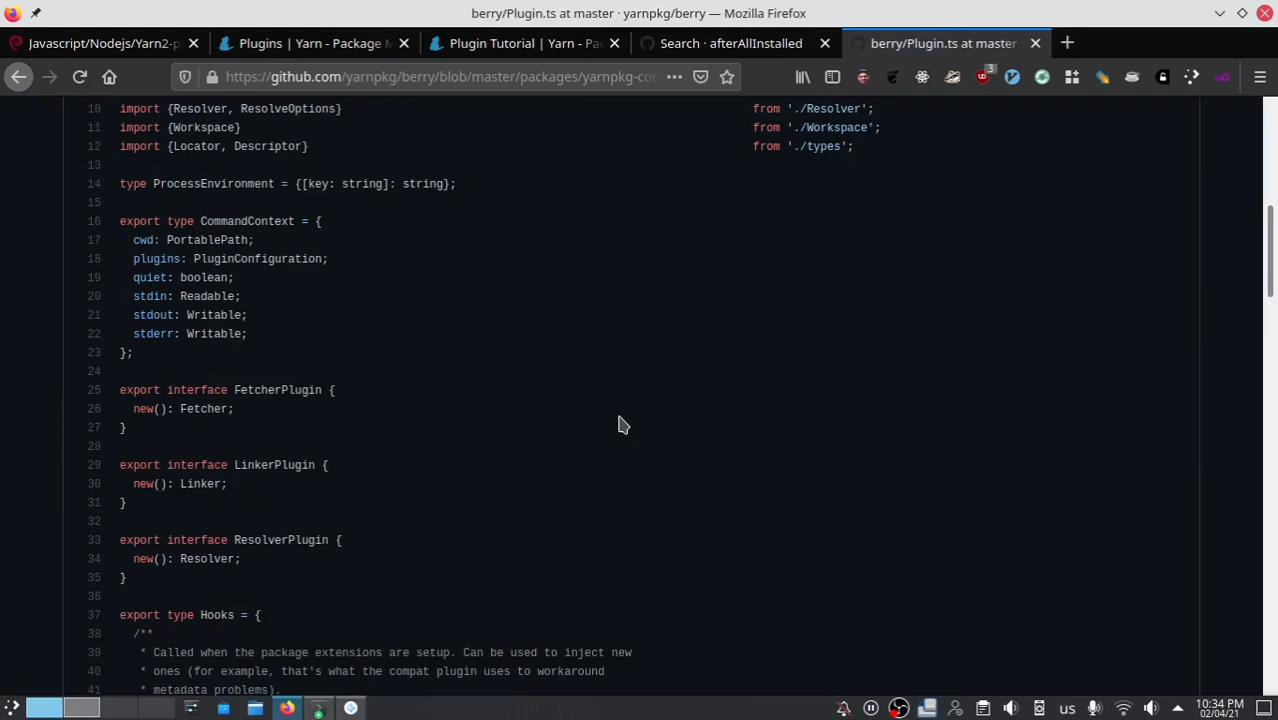 berry/Plugin.ts at master · yarnpkg/berry — Mozilla Firefox
Javascript/Nodejs/Yarn2-p
Plugins | Yarn - Package M
Plugin Tutorial | Yarn - Pac
Search · afterAllInstalled
berry/Plugin.ts at master
https://github.com/yarnpkg/berry/blob/master/packages/yarnpkg-cor
3
10 import {Resolver, ResolveOptions} from './Resolver';
11 import {Workspace} from './Workspace';
12 import {Locator, Descriptor} from './types';
13
14 type ProcessEnvironment = {[key: string]: string};
15
16 export type CommandContext = {
17 cwd: PortablePath;
18 plugins: PluginConfiguration;
19 quiet: boolean;
20 stdin: Readable;
21 stdout: Writable;
22 stderr: Writable;
23 };
24
25 export interface FetcherPlugin {
26 new(): Fetcher;
27 }
28
29 export interface LinkerPlugin {
30 new(): Linker;
31 }
32
33 export interface ResolverPlugin {
34 new(): Resolver;
35 }
36
37 export type Hooks = {
38 /**
39 * Called when the package extensions are setup. Can be used to inject new
40 * ones (for example, that's what the compat plugin uses to workaround
41 * metadata problems).
us
10:34 PM
02/04/21